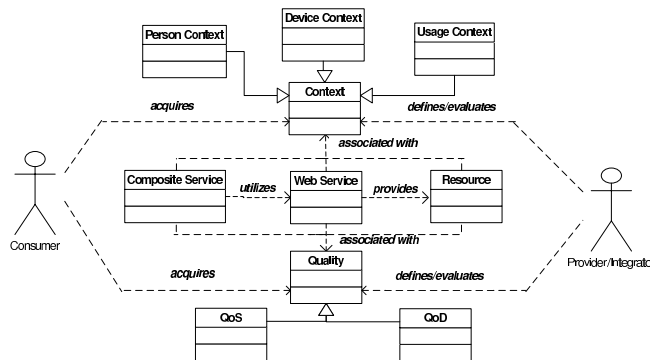 Device Context
Person Context
Usage Context
Context
acquires
defines/evaluates
associated with
Composite Service
utilizes
Web Service
provides
Resource
Consumer
associated with
Provider/Integrato
Quality
acquires
defines/evaluates
QoS
QoD